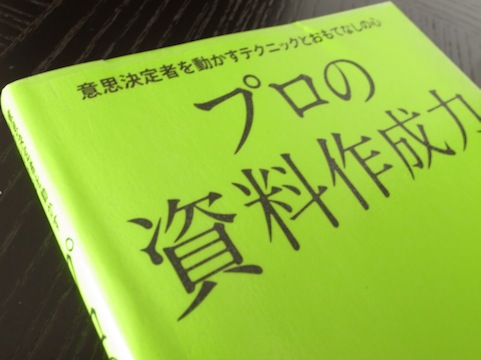 意思決定者を動かすテクニックとおもてなしの心
プロの
資料作成力